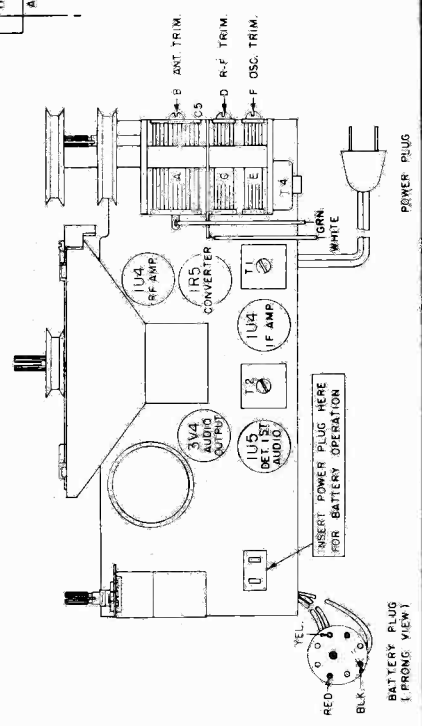 B ANT. TRIM.
C5
D R-F TRIM.
F OSC. TRIM.
A
C
E
T4
POWER PLUG
GRN.
WHITE
1U4
RF AMP.
1R5
CONVERTER
T1
1U4
IF AMP.
T2
3V4
AUDIO
OUTPUT
1U5
DET. 1ST
AUDIO
INSERT POWER PLUG HERE
FOR BATTERY OPERATION
YEL.
RED
BLK.
BATTERY PLUG
(PRONG VIEW)